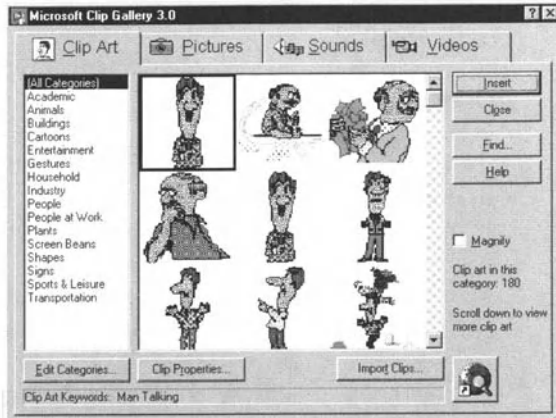 Microsoft Clip Gallery 3.0
Clip Art
Pictures
Sounds
Videos
(All Categories)
Academic
Animals
Buildings
Cartoons
Entertainment
Gestures
Household
Industry
People
People at Work
Plants
Screen Beans
Shapes
Signs
Sports & Leisure
Transportation
Insert
Close
Find...
Help
Magnify
Clip art in this
category: 180
Scroll down to view
more clip art
Edit Categories...
Clip Properties...
Import Clips...
Clip Art Keywords: Man Talking